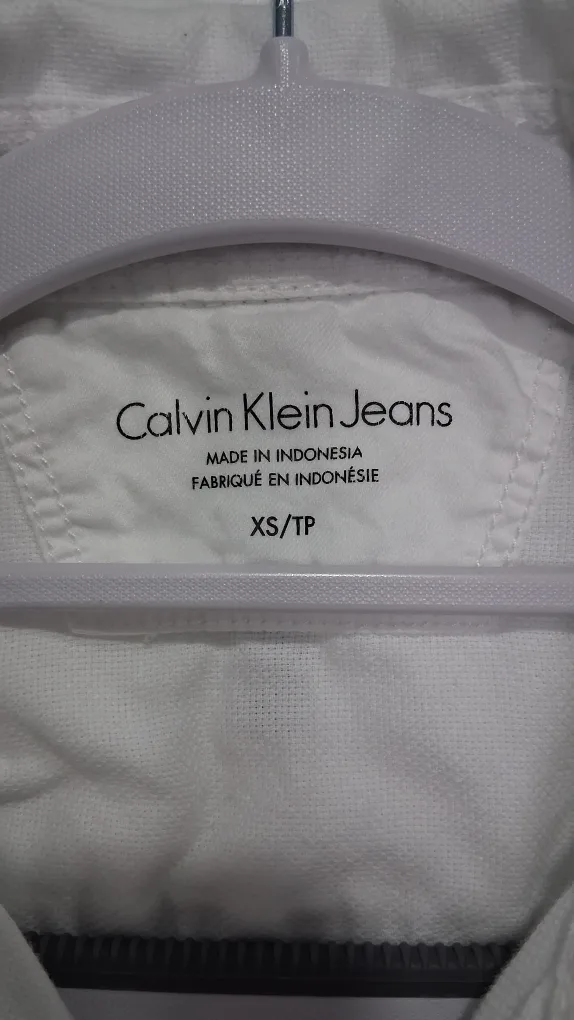 Calvin Klein Jeans
MADE IN INDONESIA
FABRIQUÉ EN INDONÉSIE
XS/TP